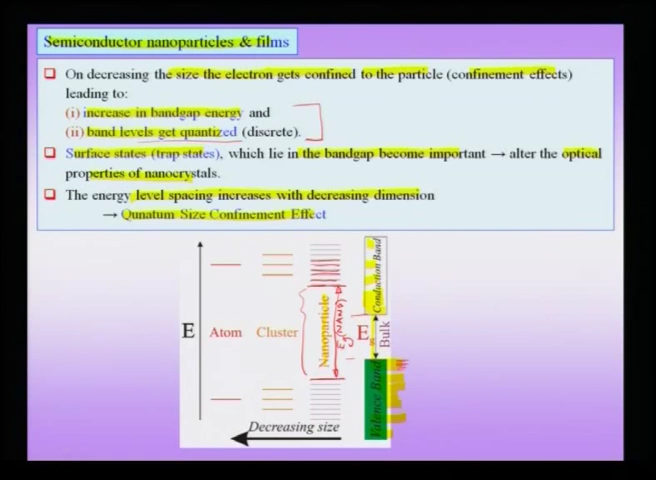 Semiconductor nanoparticles & films
On decreasing the size the electron gets confined to the particle (confinement effects)
leading to:
(i) increase in bandgap energy and
(ii) band levels get quantized (discrete).
Surface states (trap states), which lie in the bandgap become important → alter the optical
properties of nanocrystals.
The energy level spacing increases with decreasing dimension
→ Qunatum Size Confinement Effect
E
Atom
Cluster
Nanoparticle
Eg(NANO)
Eg
Bulk
Conduction Band
Valence Band
Decreasing size